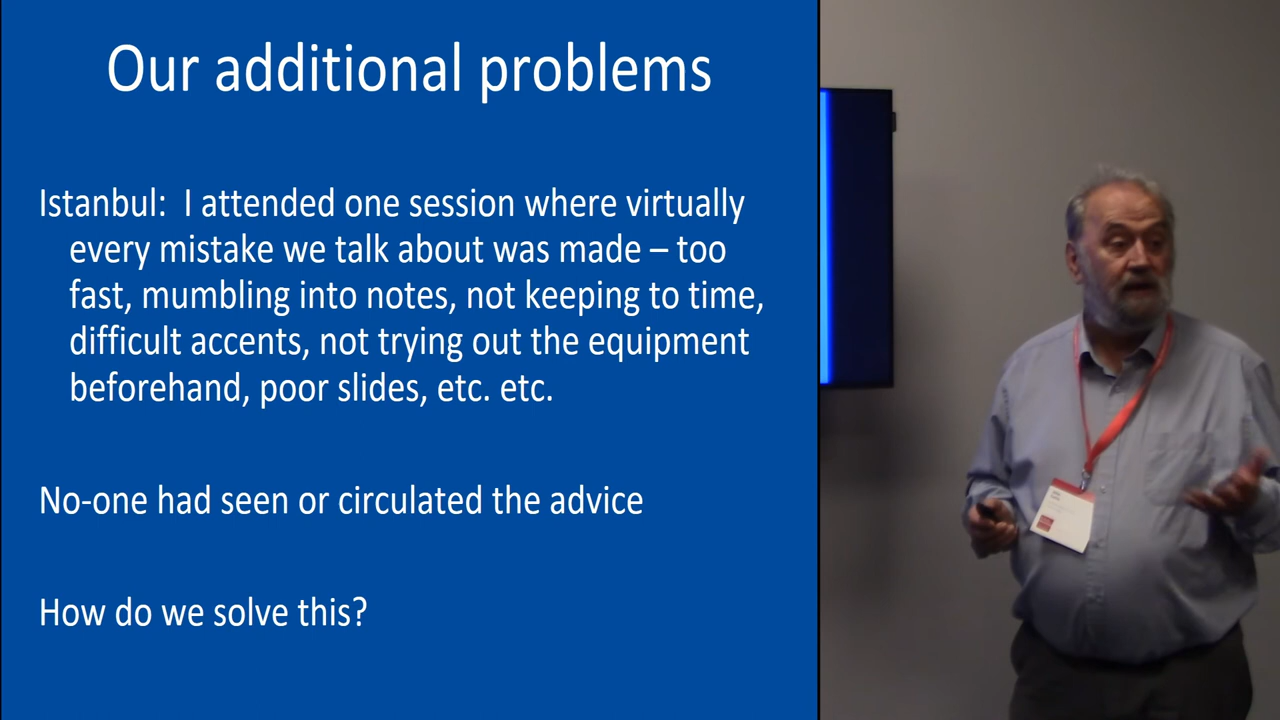 Our additional problems
Istanbul:  I attended one session where virtually
every mistake we talk about was made – too
fast, mumbling into notes, not keeping to time,
difficult accents, not trying out the equipment
beforehand, poor slides, etc. etc.
No-one had seen or circulated the advice
How do we solve this?